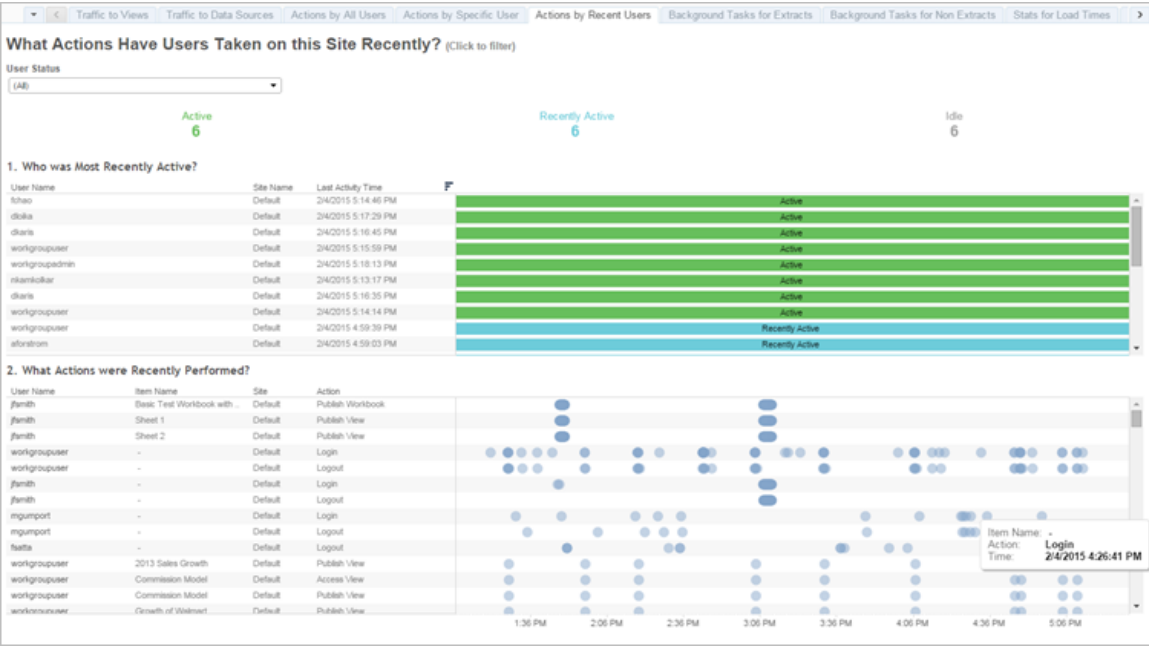 Traffic to Views Traffic to Data Sources Actions by All Users Actions by Specific User Actions by Recent Users Background Tasks for Extracts Background Tasks for Non Extracts Stats for Load Times
What Actions Have Users Taken on this Site Recently? (Click to filter)
User Status
(All)
Active Recently Active Idle
6 6 6
1. Who was Most Recently Active?
User Name Site Name Last Activity Time
fchao Default 2/4/2015 5:14:46 PM Active
dloka Default 2/4/2015 5:17:29 PM Active
dkaris Default 2/4/2015 5:16:45 PM Active
workgroupuser Default 2/4/2015 5:15:59 PM Active
workgroupadmin Default 2/4/2015 5:18:13 PM Active
nkamkolkar Default 2/4/2015 5:13:17 PM Active
dkaris Default 2/4/2015 5:16:35 PM Active
workgroupuser Default 2/4/2015 5:14:14 PM Active
workgroupuser Default 2/4/2015 4:59:39 PM Recently Active
aforstrom Default 2/4/2015 4:59:03 PM Recently Active
2. What Actions were Recently Performed?
User Name Item Name Site Action
jfsmith Basic Test Workbook with .. Default Publish Workbook
jfsmith Sheet 1 Default Publish View
jfsmith Sheet 2 Default Publish View
workgroupuser - Default Login
workgroupuser - Default Logout
jfsmith - Default Login
jfsmith - Default Logout
mgumport - Default Login
mgumport - Default Logout
fsetta - Default Logout
workgroupuser 2013 Sales Growth Default Publish View
workgroupuser Commission Model Default Access View
workgroupuser Commission Model Default Publish View
workgroupuser Growth of Walmart Default Publish View
Item Name: -
Action: Login
Time: 2/4/2015 4:26:41 PM
1:36 PM 2:06 PM 2:36 PM 3:06 PM 3:36 PM 4:06 PM 4:36 PM 5:06 PM